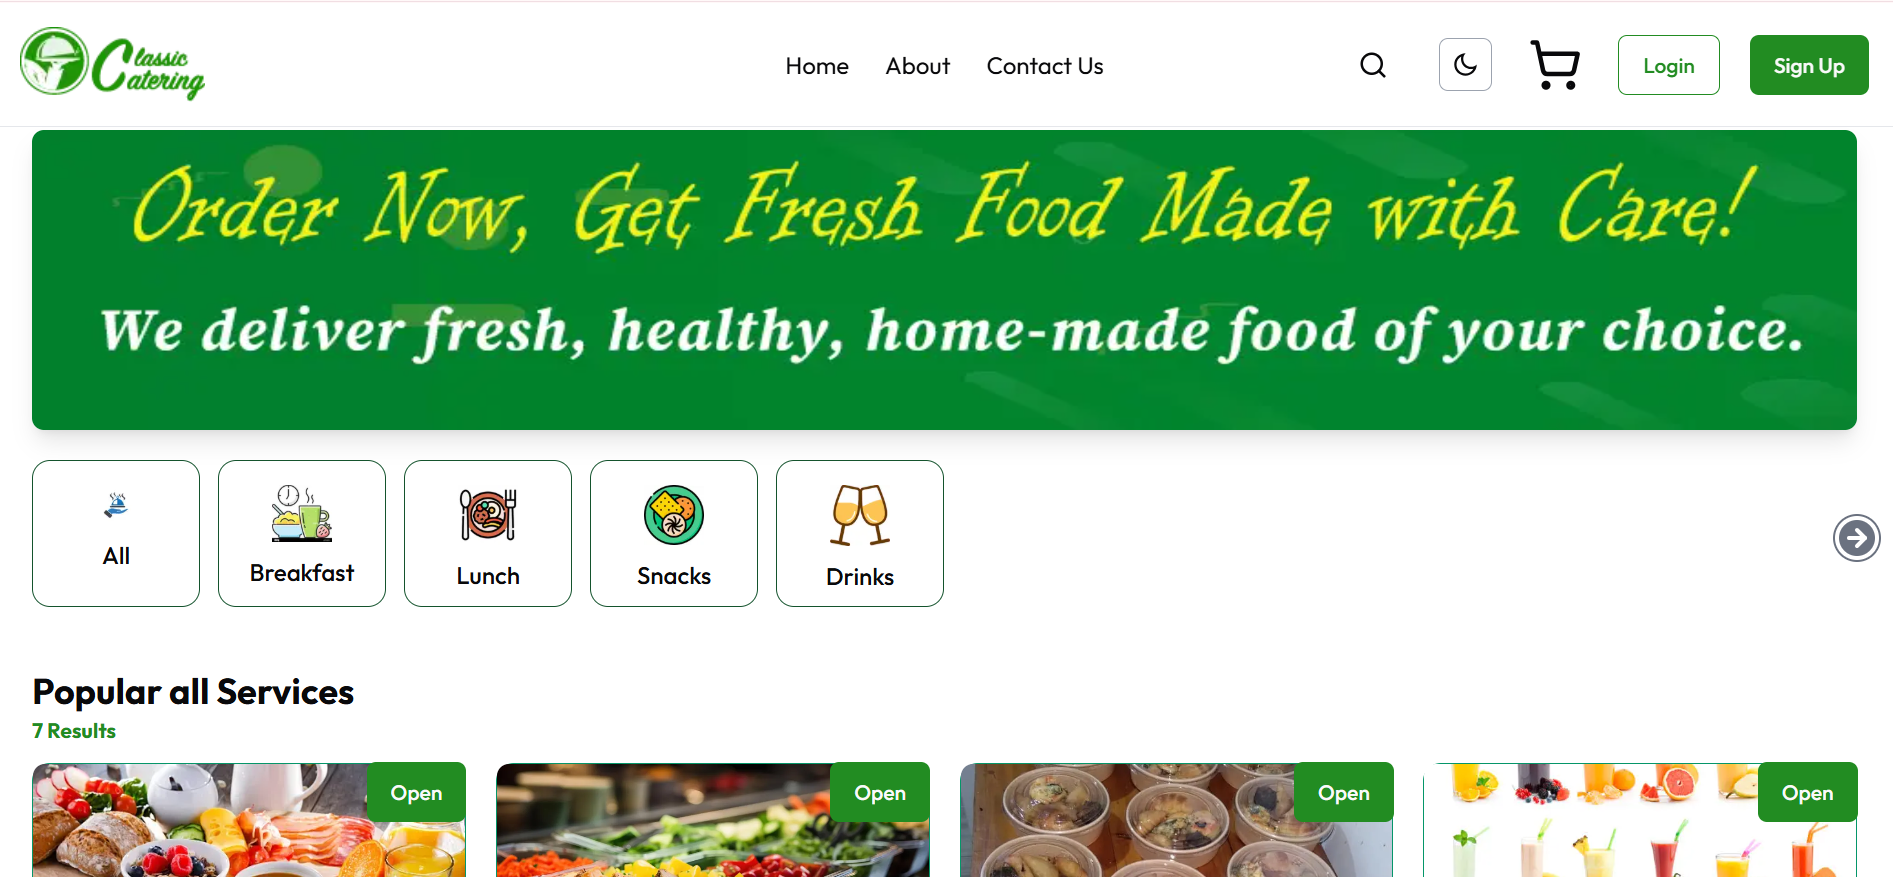 Classic
Catering
Home About Contact Us Login Sign Up
Order Now, Get Fresh Food Made with Care!
We deliver fresh, healthy, home-made food of your choice.
All Breakfast Lunch Snacks Drinks
Popular all Services
7 Results
Open Open Open Open